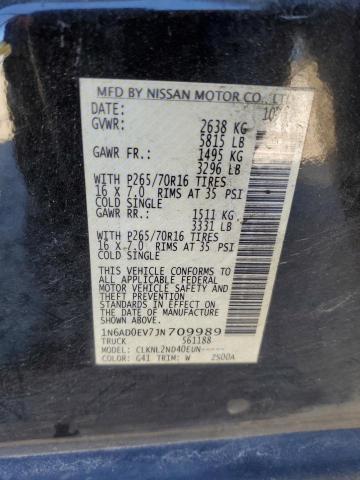 MFD BY NISSAN MOTOR CO., LTD
DATE: 10
GVWR: 2638 KG
5815 LB
GAWR FR.: 1495 KG
3296 LB
WITH P265/70R16 TIRES
16 X 7.0 RIMS AT 35 PSI
COLD SINGLE
GAWR RR.: 1511 KG
3331 LB
WITH P265/70R16 TIRES
16 X 7.0 RIMS AT 35 PSI
COLD SINGLE
THIS VEHICLE CONFORMS TO
ALL APPLICABLE FEDERAL
MOTOR VEHICLE SAFETY AND
THEFT PREVENTION STANDARDS
IN EFFECT ON THE DATE OF
MANUFACTURE SHOWN ABOVE.
1N6AD0EV7JN709989
TRUCK 561188
MODEL: CLKNL2ND40EUN-----
COLOR: G41 TRIM: W 2500A